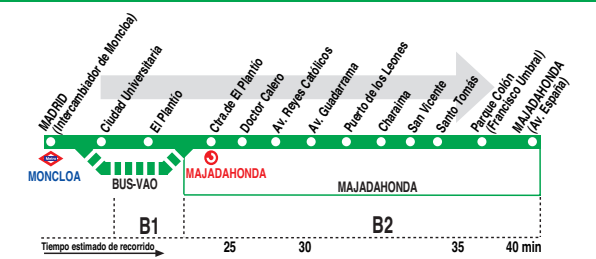 MADRID
(Intercambiador de Moncloa)
Ciudad Universitaria
El Plantío
Ctra.de El Plantío
Doctor Calero
Av. Reyes Católicos
Av. Guadarrama
Puerto de los Leones
Charaima
San Vicente
Santo Tomás
Parque Colón
(Francisco Umbral)
MAJADAHONDA
(Av. España)
Metro
MONCLOA
BUS-VAO
MAJADAHONDA
MAJADAHONDA
B1
B2
Tiempo estimado de recorrido
25
30
35
40 min